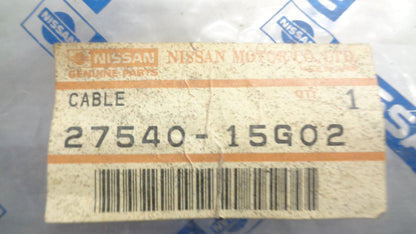 NISSAN
NISSAN MOTOR CO., LTD.
GENUINE PARTS
CABLE
1
27540-15G02